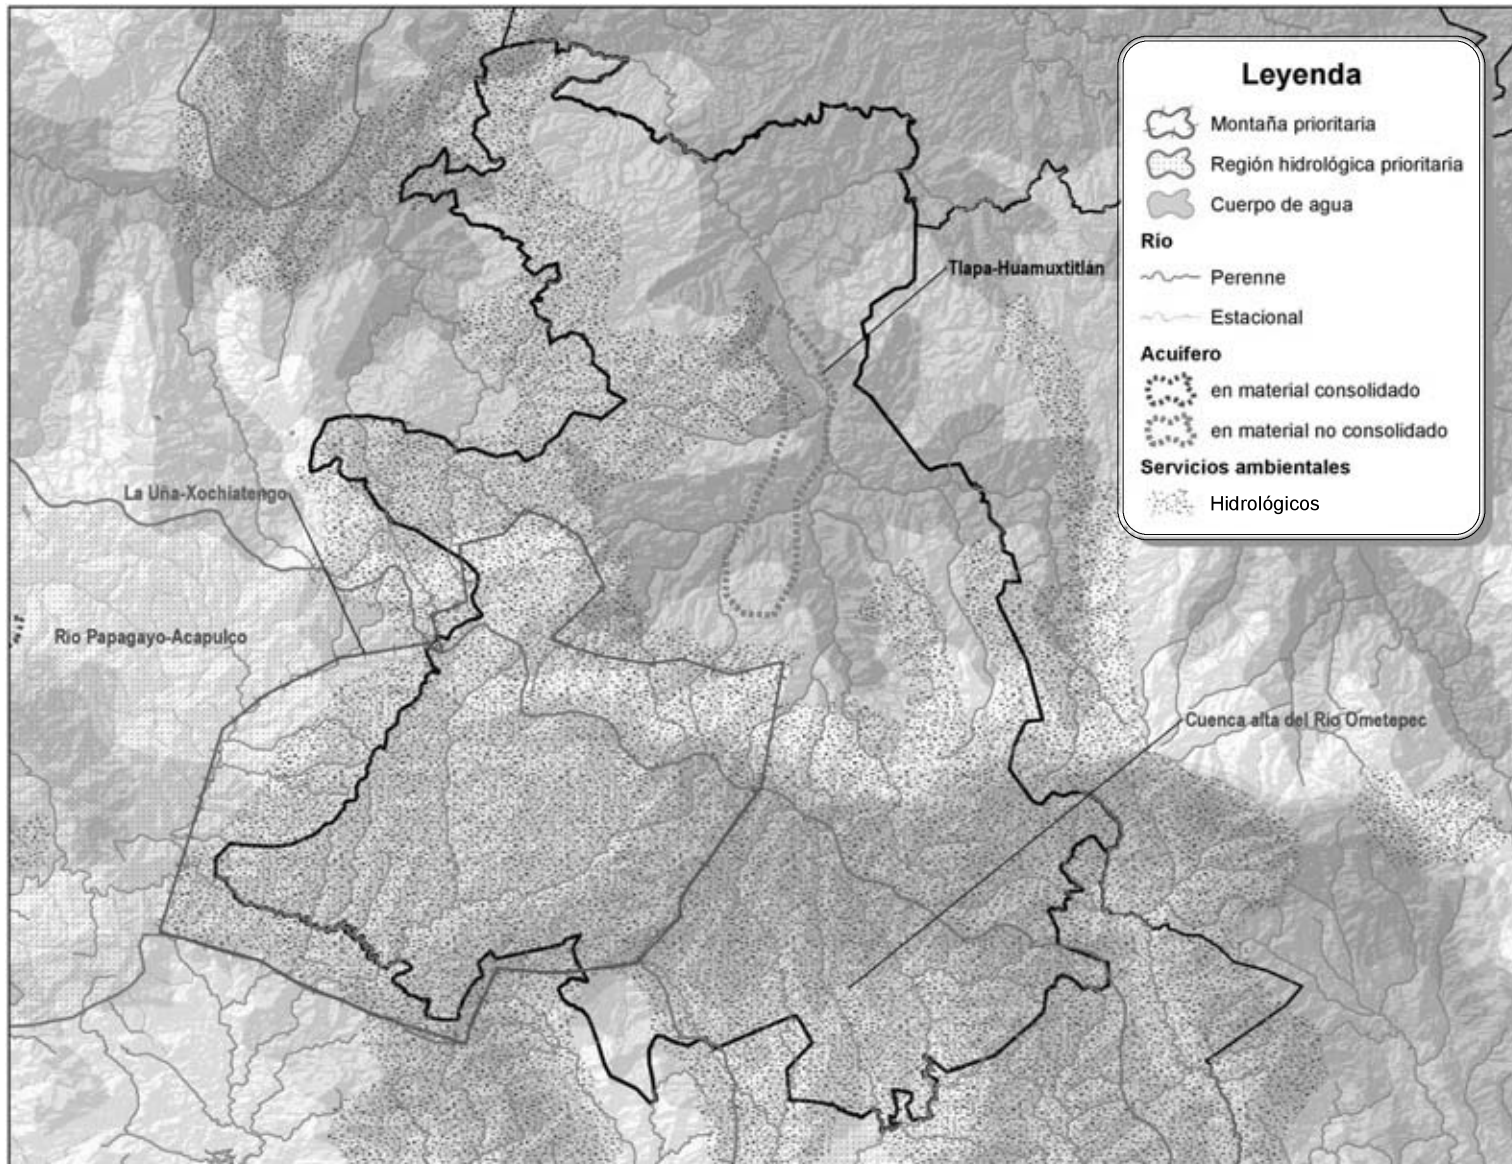 Leyenda
Montaña prioritaria
Región hidrológica prioritaria
Cuerpo de agua
Río
Perenne
Estacional
Acuífero
en material consolidado
en material no consolidado
Servicios ambientales
Hidrológicos
Tlapa-Huamuxtitlán
La Uña-Xochiatengo
Río Papagayo-Acapulco
Cuenca alta del Río Ometepec